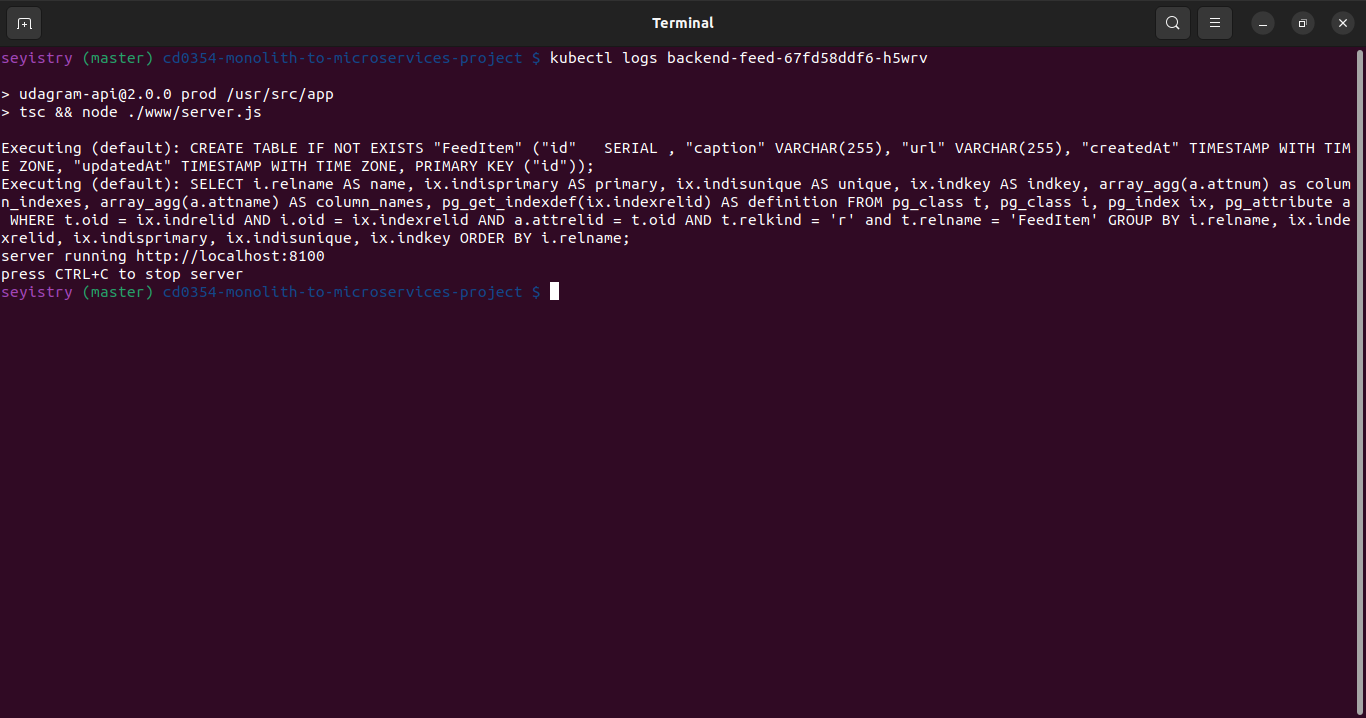 Terminal
seyistry (master) cd0354-monolith-to-microservices-project $ kubectl logs backend-feed-67fd58ddf6-h5wrv
> udagram-api@2.0.0 prod /usr/src/app
> tsc && node ./www/server.js
Executing (default): CREATE TABLE IF NOT EXISTS "FeedItem" ("id"   SERIAL , "caption" VARCHAR(255), "url" VARCHAR(255), "createdAt" TIMESTAMP WITH TIM
E ZONE, "updatedAt" TIMESTAMP WITH TIME ZONE, PRIMARY KEY ("id"));
Executing (default): SELECT i.relname AS name, ix.indisprimary AS primary, ix.indisunique AS unique, ix.indkey AS indkey, array_agg(a.attnum) as colum
n_indexes, array_agg(a.attname) AS column_names, pg_get_indexdef(ix.indexrelid) AS definition FROM pg_class t, pg_class i, pg_index ix, pg_attribute a
 WHERE t.oid = ix.indrelid AND i.oid = ix.indexrelid AND a.attrelid = t.oid AND t.relkind = 'r' and t.relname = 'FeedItem' GROUP BY i.relname, ix.inde
xrelid, ix.indisprimary, ix.indisunique, ix.indkey ORDER BY i.relname;
server running http://localhost:8100
press CTRL+C to stop server
seyistry (master) cd0354-monolith-to-microservices-project $